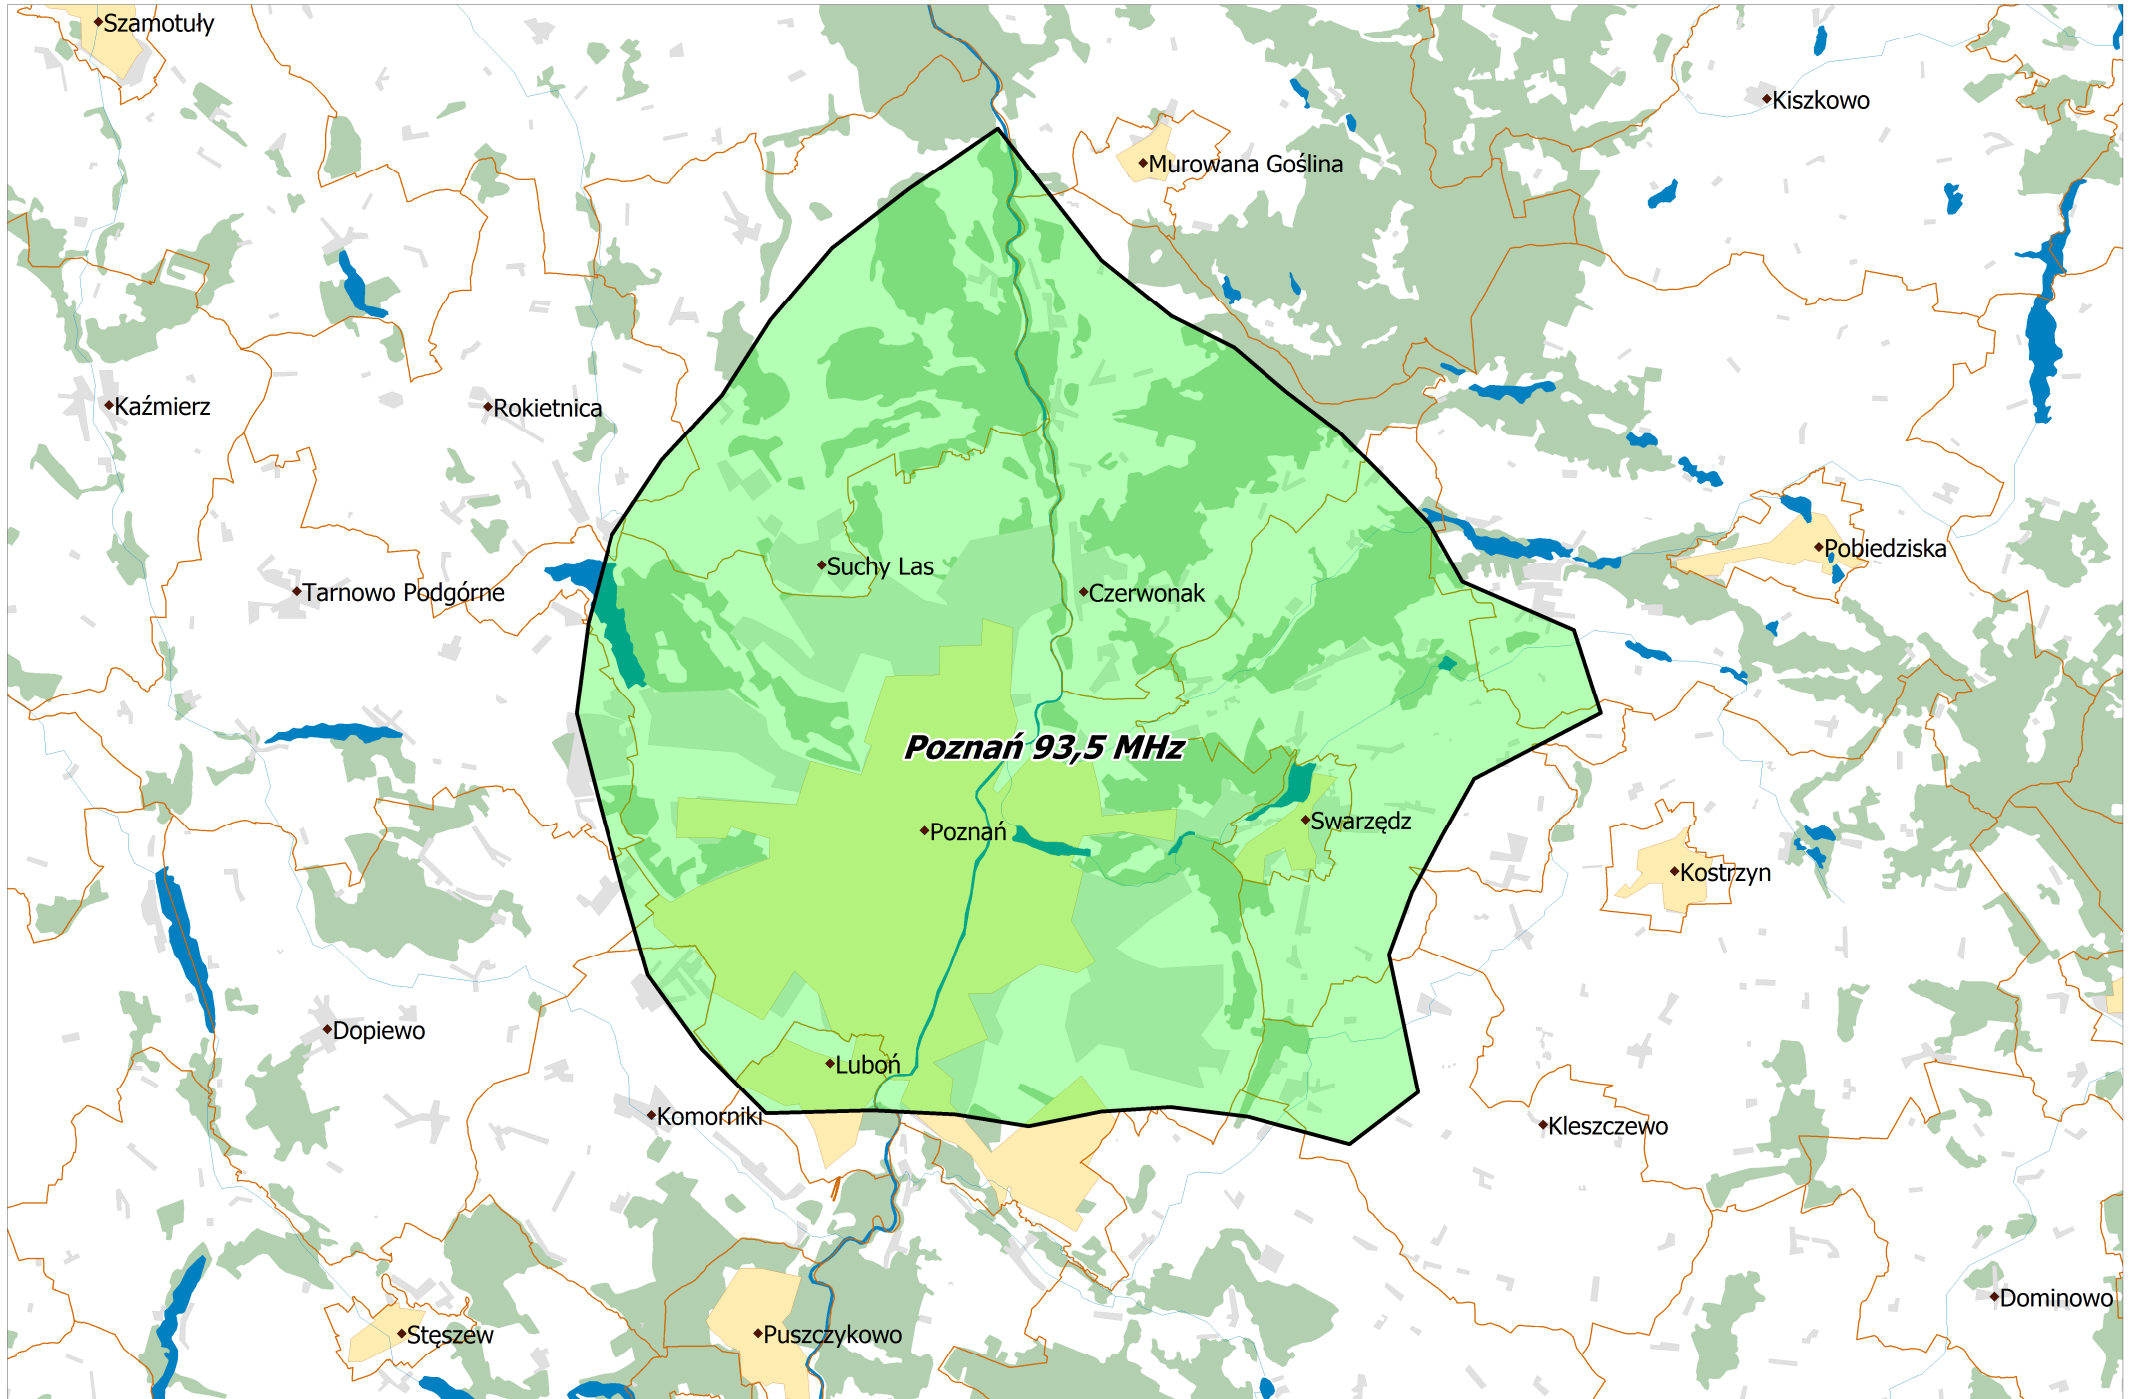 Szamotuły
Kiszkowo
Murowana Goślina
Kaźmierz
Rokietnica
Pobiedziska
Suchy Las
Tarnowo Podgórne
Czerwonak
Poznań 93,5 MHz
Poznań
Swarzędz
Kostrzyn
Dopiewo
Luboń
Komorniki
Kleszczewo
Dominowo
Stęszew
Puszczykowo